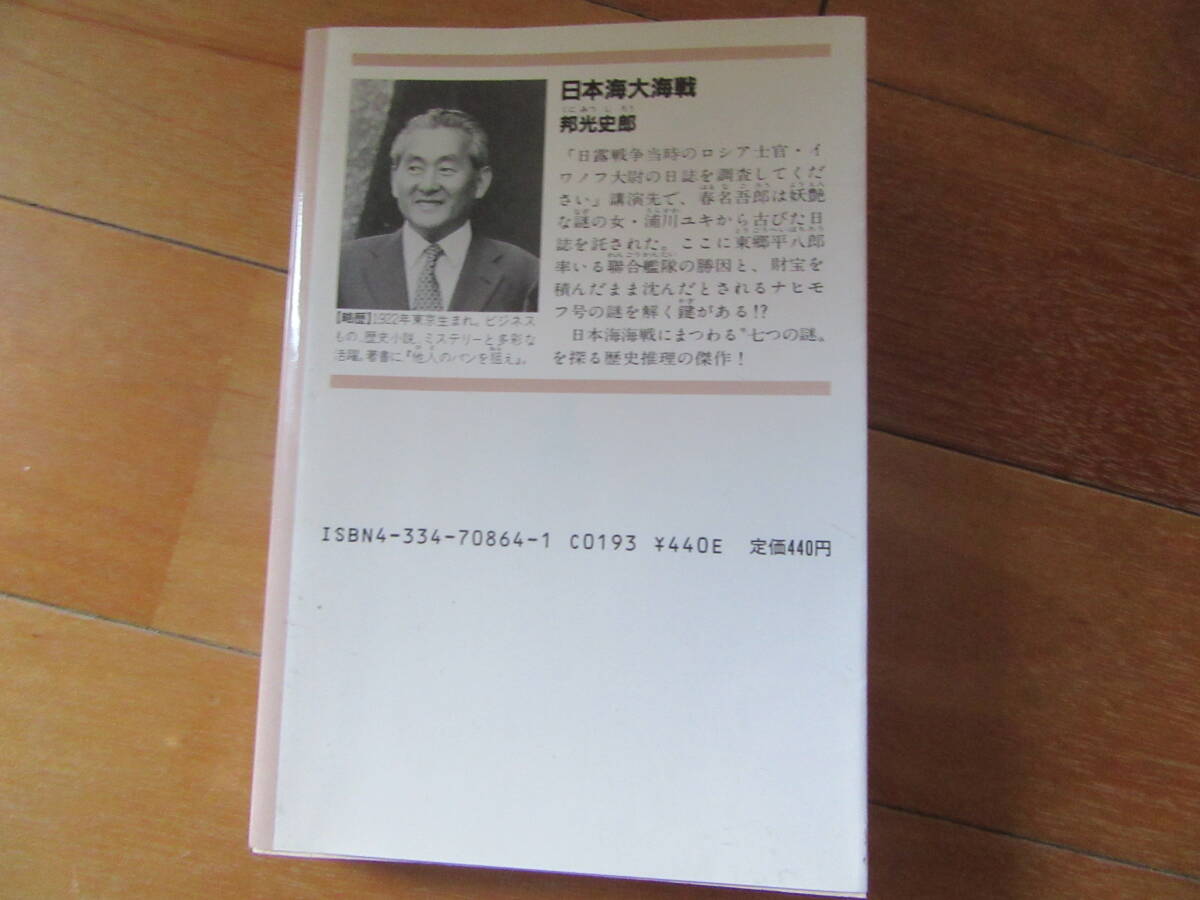 日本海大海戦
邦光史郎
「日露戦争当時のロシア士官・イ
ワノフ大尉の日誌を調査してくだ
さい」講演先で、春名吾郎は妖艶
な謎の女・浦川ユキから古びた日
誌を託された。ここに東郷平八郎
率いる聯合艦隊の勝因と、財宝を
積んだまま沈んだとされるナヒモ
フ号の謎を解く鍵がある!?
日本海海戦にまつわる〝七つの謎〟
を探る歴史推理の傑作!
【略歴】1922年東京生まれ。ビジネス
もの、歴史小説、ミステリーと多彩な
活躍。著書に『他人のパンを狙え』。
ISBN4-334-70864-1 C0193 ¥440E 定価440円